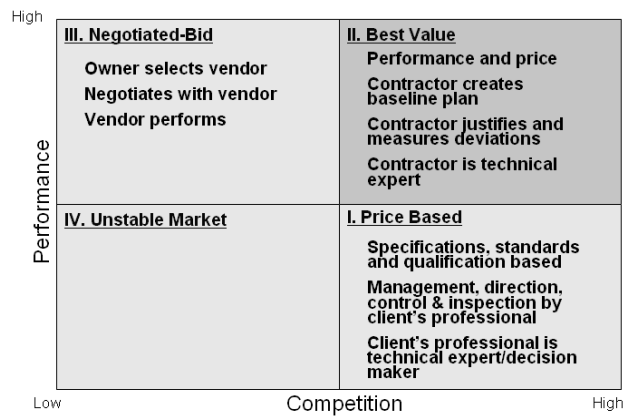 High
III. Negotiated-Bid
Owner selects vendor
Negotiates with vendor
Vendor performs
II. Best Value
Performance and price
Contractor creates
baseline plan
Contractor justifies and
measures deviations
Contractor is technical
expert
Performance
IV. Unstable Market
I. Price Based
Specifications, standards
and qualification based
Management, direction,
control & inspection by
client's professional
Client's professional is
technical expert/decision
maker
Low
Competition
High